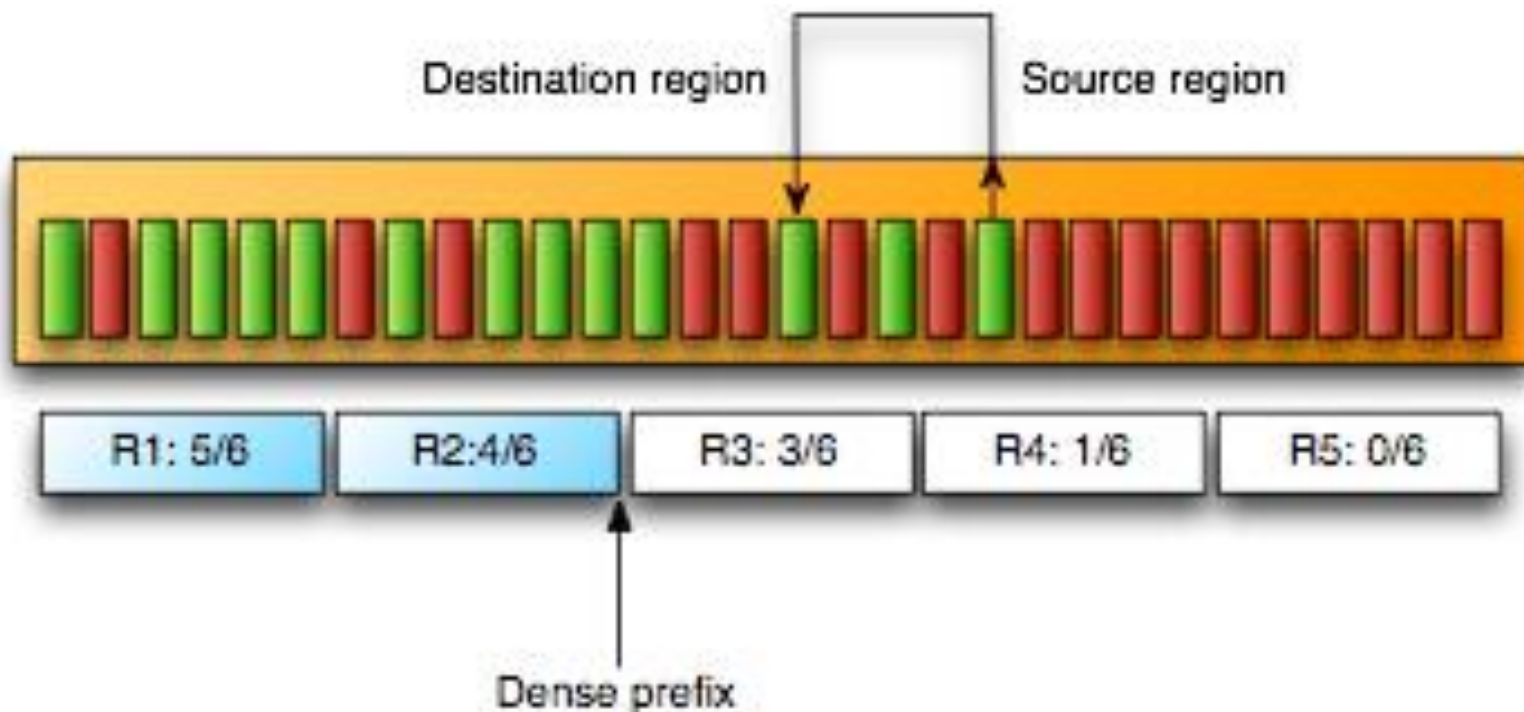 Destination region
Source region
R1: 5/6
R2:4/6
R3: 3/6
R4: 1/6
R5: 0/6
Dense prefix